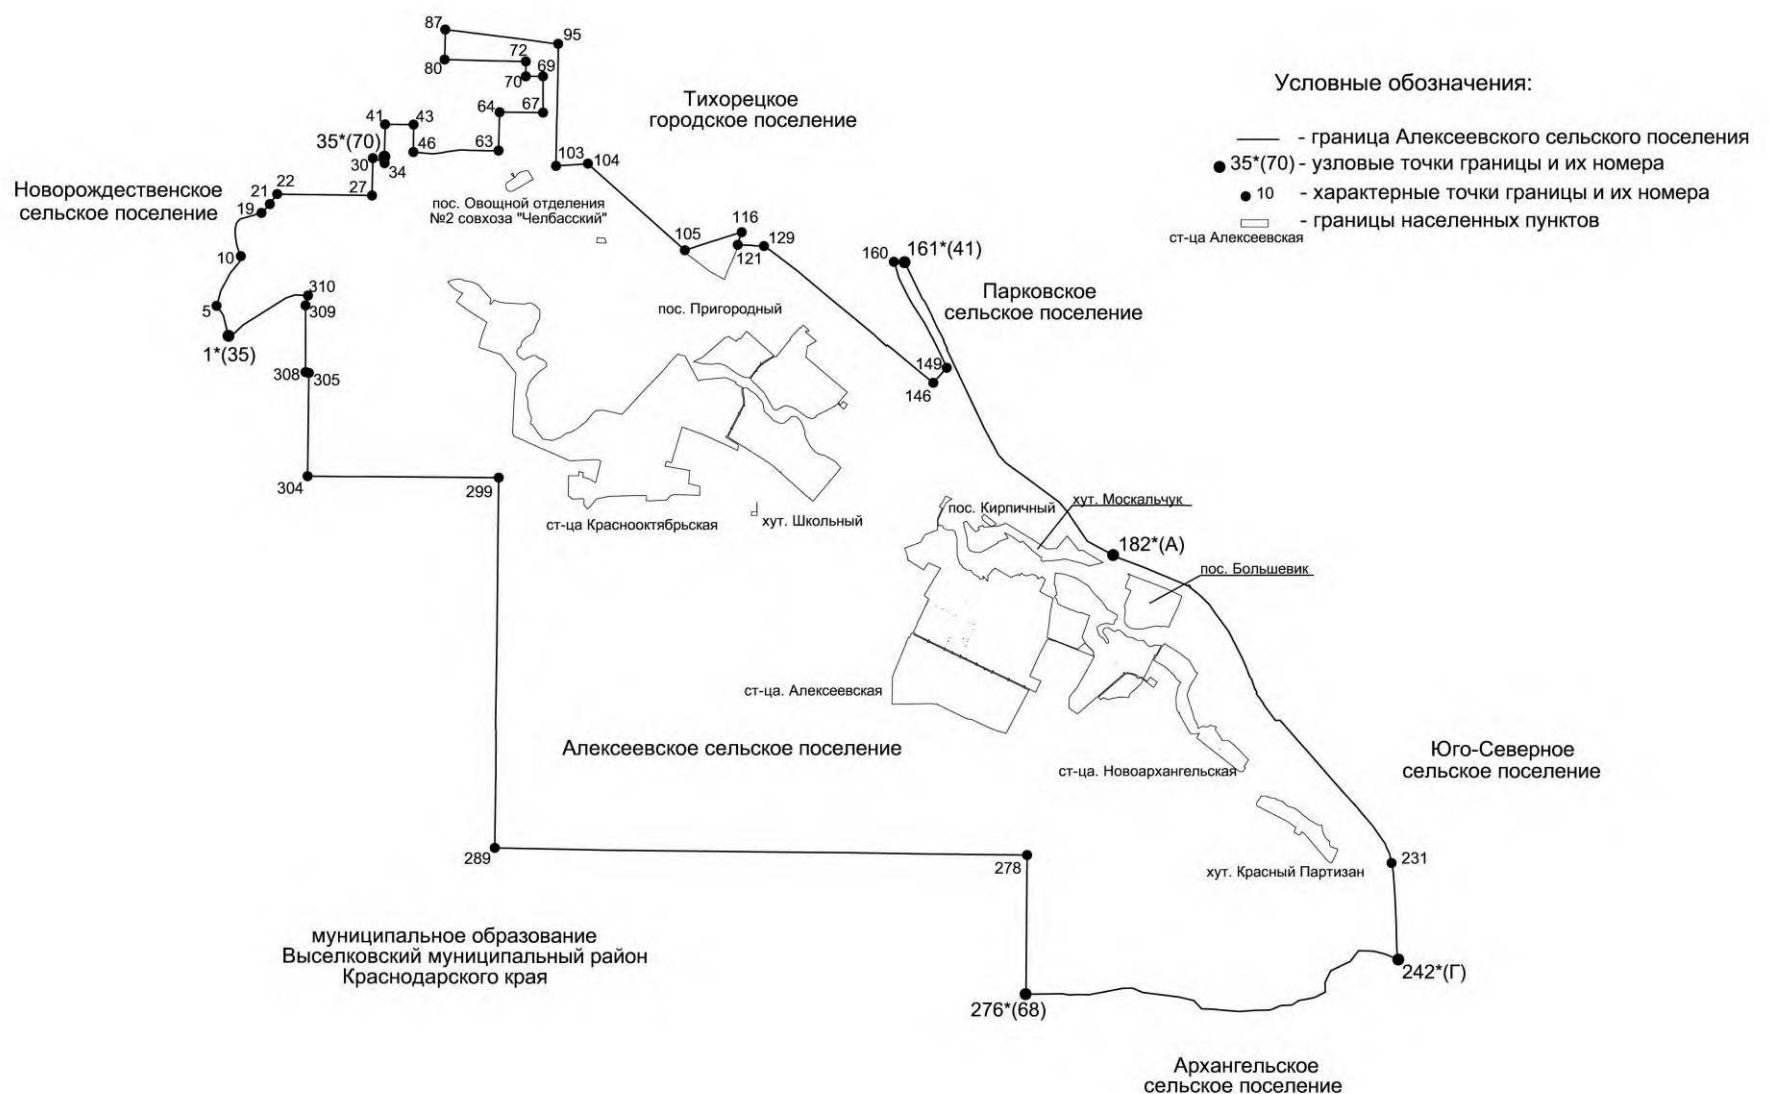 87
95
72
80
70
69
64
67
41
43
35*(70)
46
63
30
34
103
104
27
21
22
19
10
5
310
309
1*(35)
308
305
304
299
289
105
116
121
129
160
161*(41)
149
146
182*(А)
231
242*(Г)
278
276*(68)
Тихорецкое
городское поселение
Новорождественское
сельское поселение
пос. Овощной отделения
№2 совхоза "Челбасский"
Условные обозначения:
- граница Алексеевского сельского поселения
35*(70) - узловые точки границы и их номера
10 - характерные точки границы и их номера
- границы населенных пунктов
ст-ца Алексеевская
Парковское
сельское поселение
пос. Пригородный
ст-ца Краснооктябрьская
хут. Школьный
пос. Кирпичный
хут. Москальчук
пос. Большевик
ст-ца. Алексеевская
Алексеевское сельское поселение
ст-ца. Новоархангельская
Юго-Северное
сельское поселение
хут. Красный Партизан
муниципальное образование
Выселковский муниципальный район
Краснодарского края
Архангельское
сельское поселение